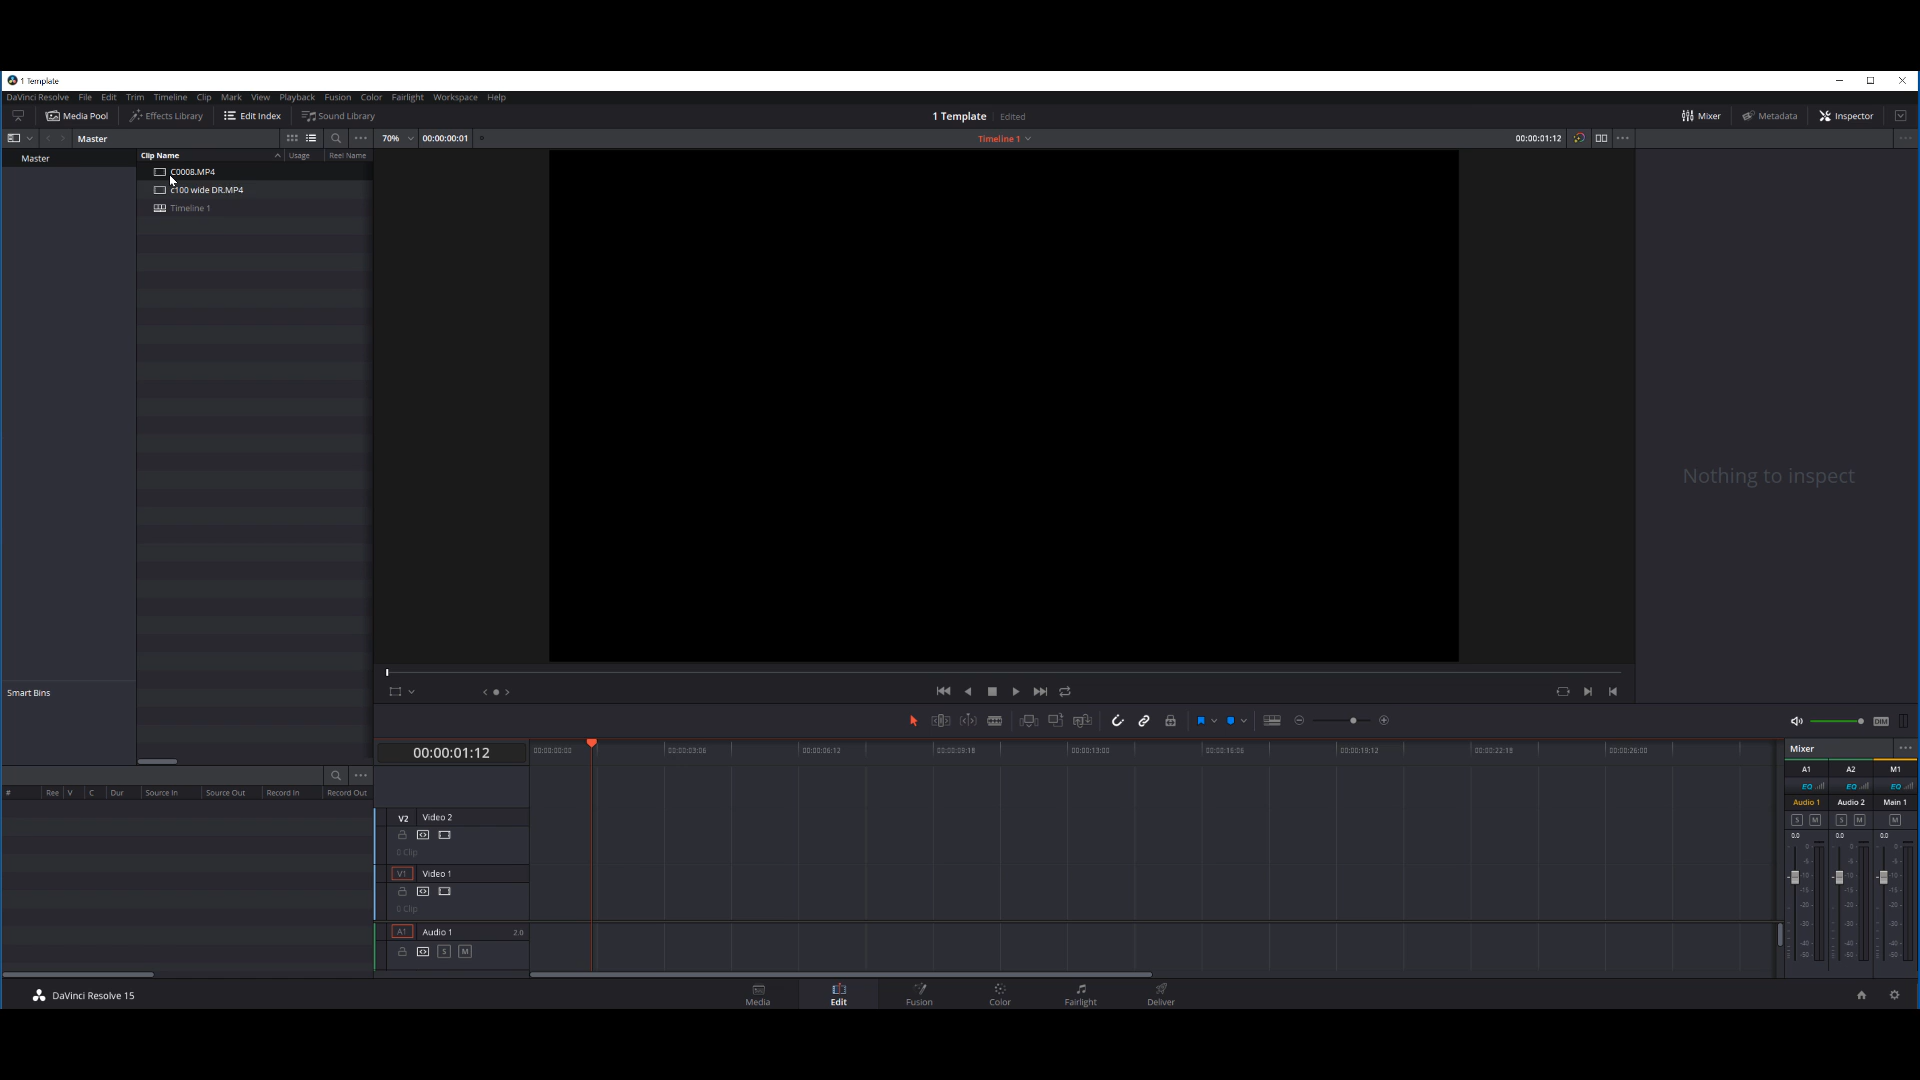 1 Template
DaVinci Resolve File Edit Trim Timeline Clip Mark View Playback Fusion Color Fairlight Workspace Help
Media Pool Effects Library Edit Index Sound Library 1 Template Edited Mixer Metadata Inspector
Master 70% 00:00:00:01 Timeline 1 00:00:01:12
Master Clip Name Usage Reel Name
C0008.MP4
c100 wide DR.MP4
Timeline 1
Nothing to inspect
Smart Bins
DIM
00:00:01:12 00:00:00:00 00:00:03:06 00:00:06:12 00:00:09:18 00:00:13:00 00:00:16:06 00:00:19:12 00:00:22:18 00:00:26:00 Mixer
A1 A2 M1
EQ EQ EQ
# Ree V C Dur Source In Source Out Record In Record Out
Audio 1 Audio 2 Main 1
V2 Video 2 S M S M M
0.0 0.0 0.0
0 Clip
V1 Video 1
0 Clip
A1 Audio 1 2.0
S M
DaVinci Resolve 15 Media Edit Fusion Color Fairlight Deliver